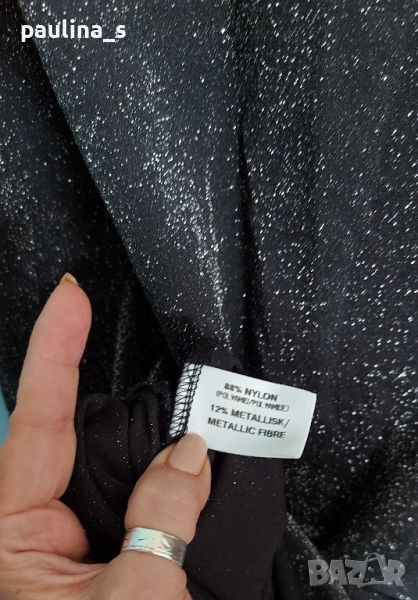 paulina_s
88% NYLON
(POLYAMID/POLYAMIDE)
12% METALLISK/
METALLIC FIBRE
BAZAR